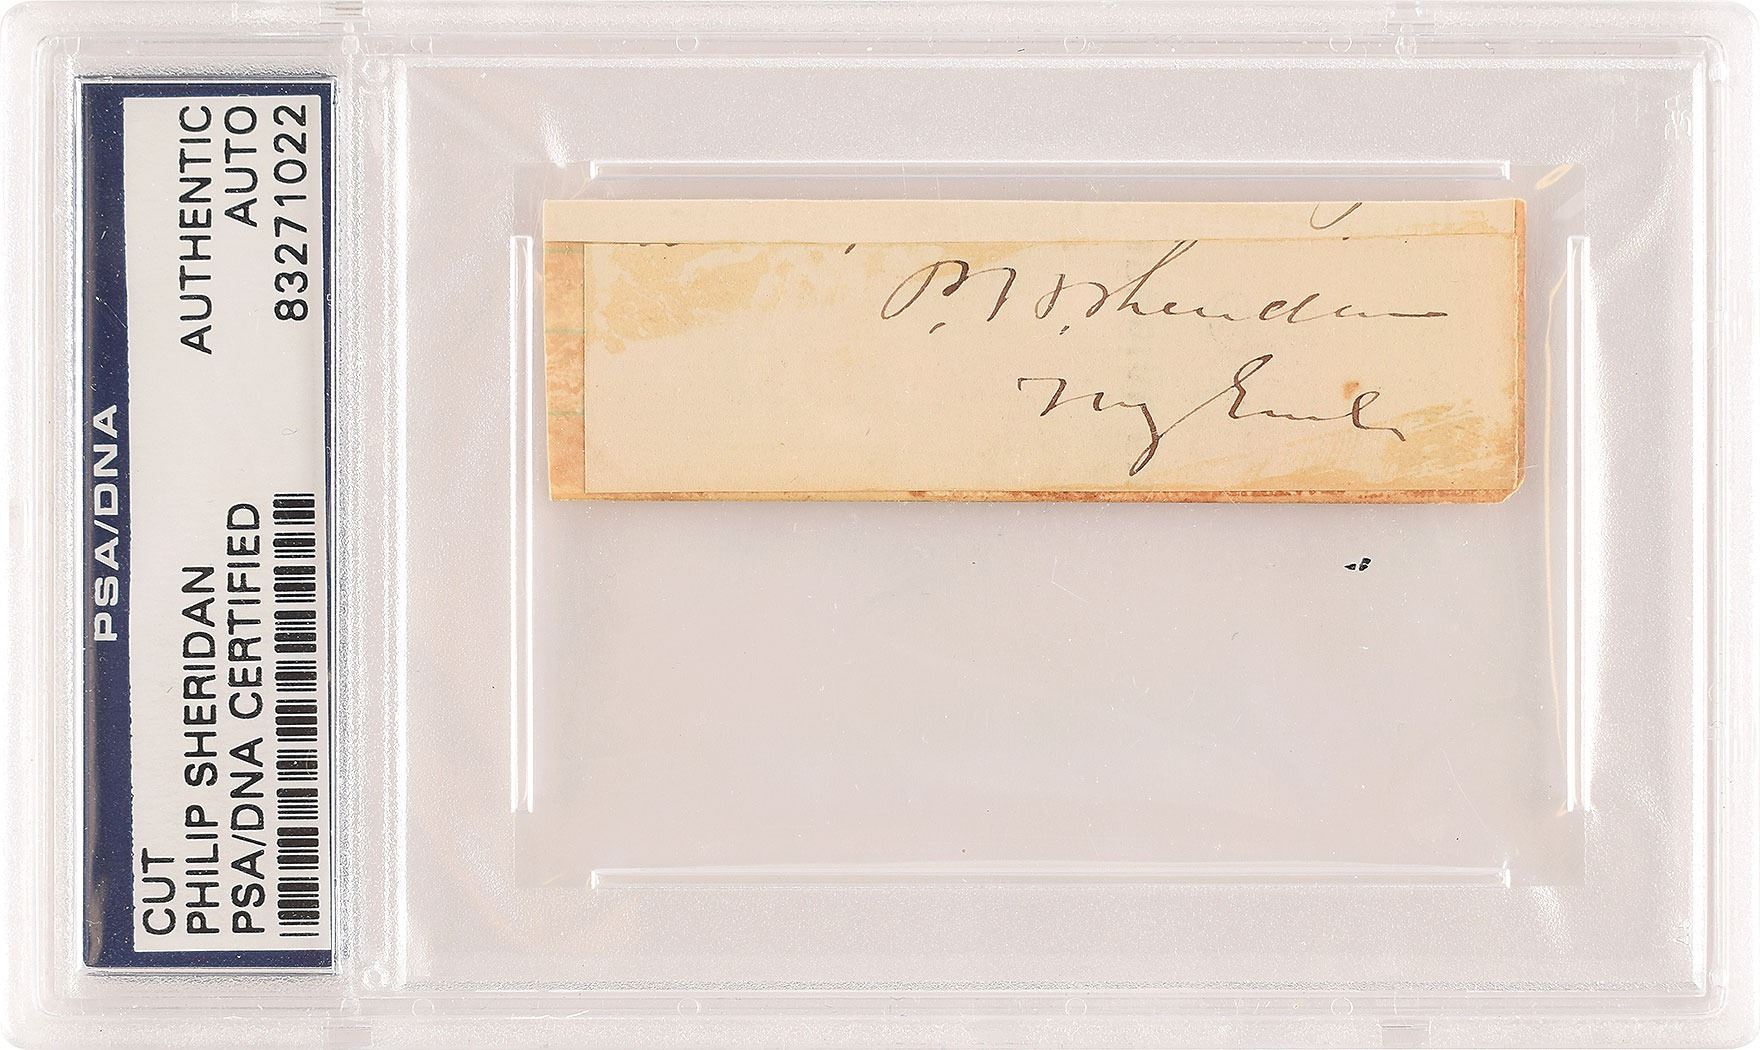 PSA/DNA
CUT
PHILIP SHERIDAN
PSA/DNA CERTIFIED
AUTHENTIC
AUTO
83271022
P. H. Sheridan
Maj Genl